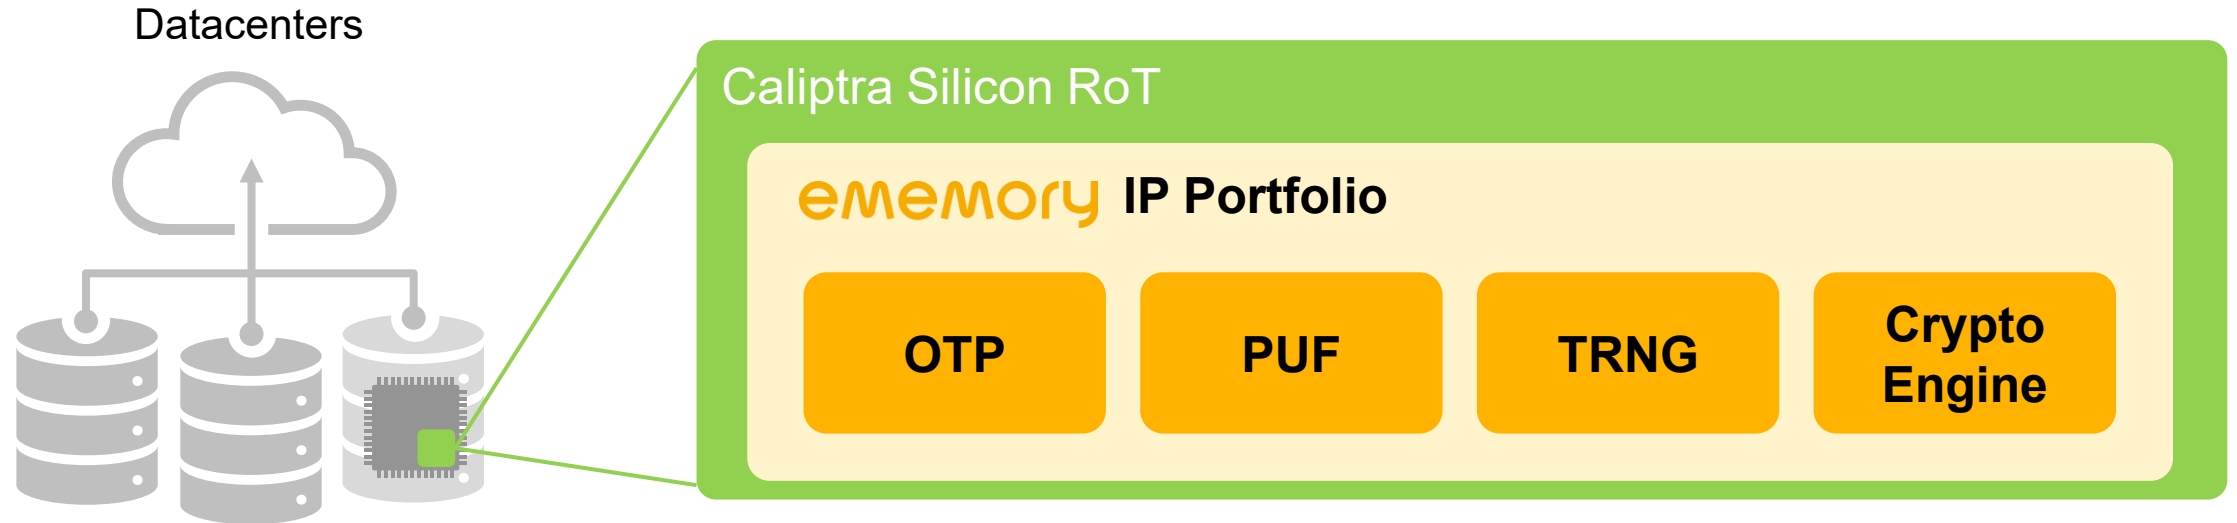 Datacenters
Caliptra Silicon RoT
eMeMory IP Portfolio
OTP
PUF
TRNG
Crypto
Engine